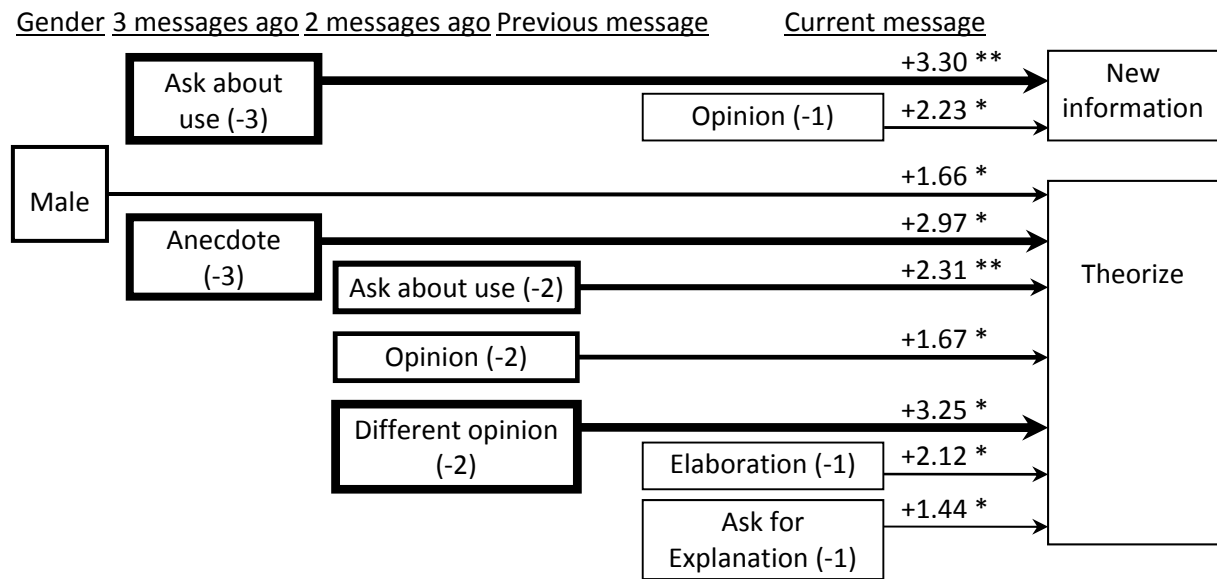 Gender 3 messages ago 2 messages ago Previous message Current message
Ask about
use (-3)
+3.30 **
New
information
Opinion (-1)
+2.23 *
Male
+1.66 *
Anecdote
(-3)
+2.97 *
Theorize
Ask about use (-2)
+2.31 **
Opinion (-2)
+1.67 *
Different opinion
(-2)
+3.25 *
Elaboration (-1)
+2.12 *
Ask for
Explanation (-1)
+1.44 *